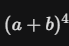 (a + b)⁴